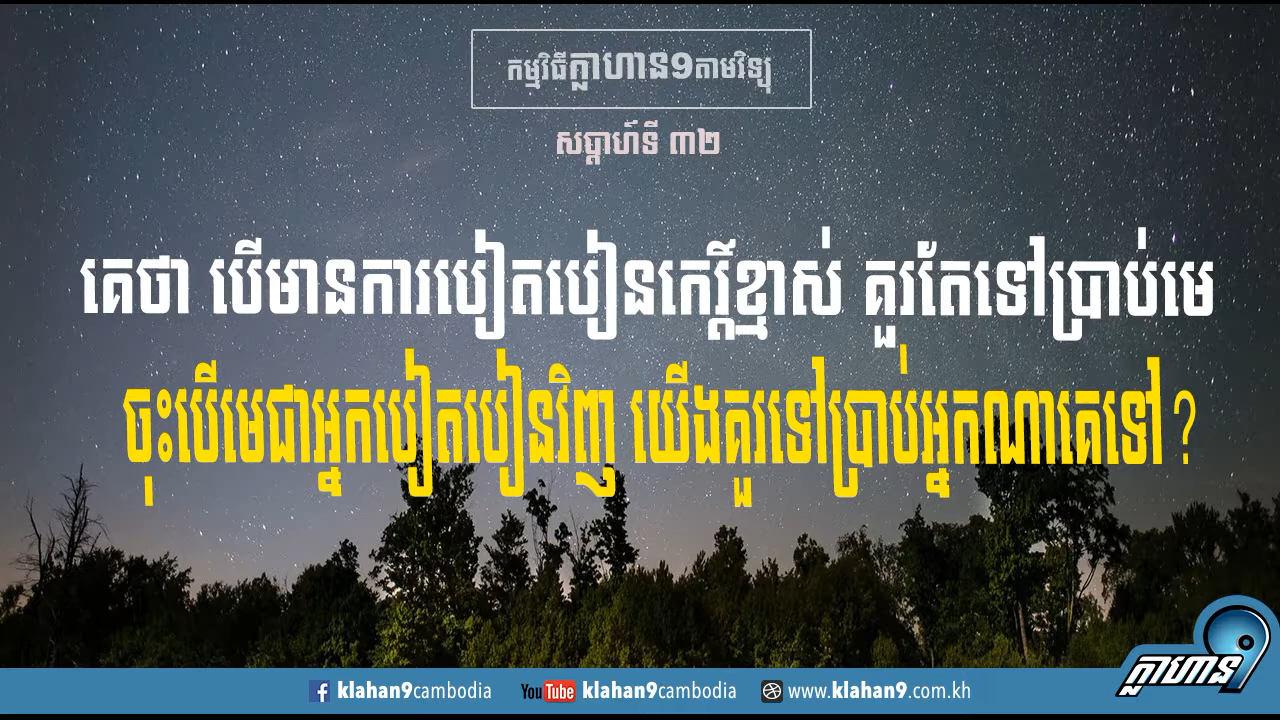 កម្មវិធីក្លាហាន9តាមវិទ្យុ
សប្តាហ៍ទី ៣២
គេថា បើមានការបៀតបៀនកេរ្តិ៍ខ្មាស់ គួរតែទៅប្រាប់មេ
ចុះបើមេជាអ្នកបៀតបៀនវិញ យើងគួរទៅប្រាប់អ្នកណាគេទៅ?
klahan9cambodia YouTube klahan9cambodia www.klahan9.com.kh
ក្លាហាន9